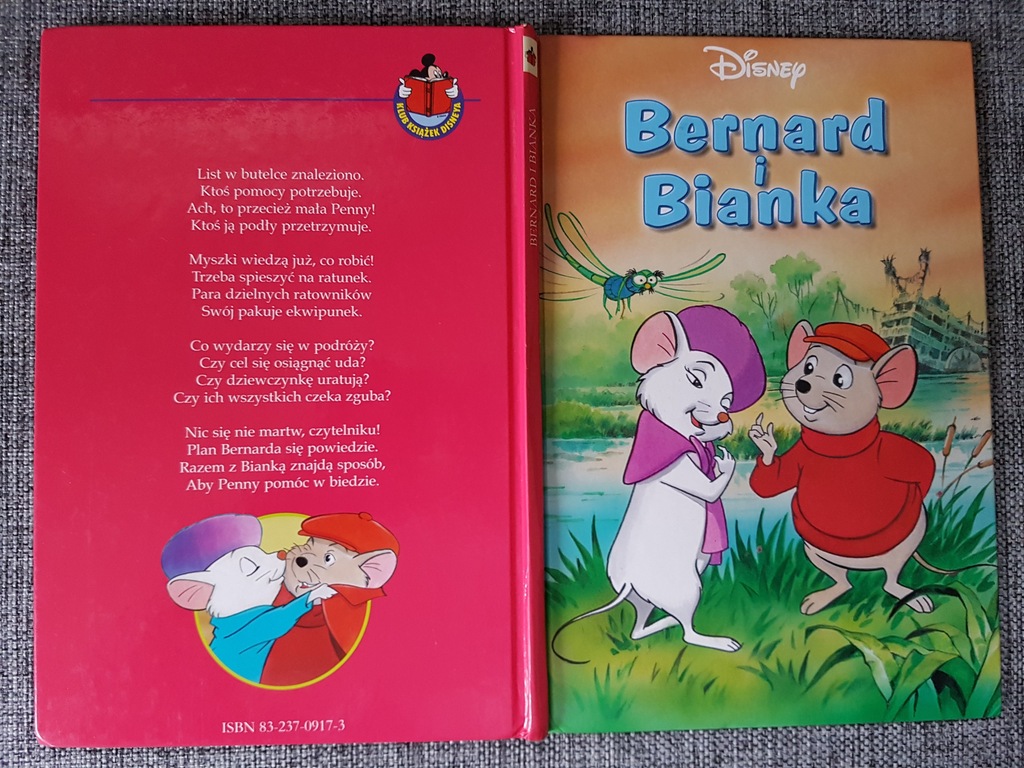 KLUB KSIĄŻEK DISNEYA
List w butelce znaleziono.
Ktoś pomocy potrzebuje.
Ach, to przecież mała Penny!
Ktoś ją podły przetrzymuje.
Myszki wiedzą już, co robić!
Trzeba spieszyć na ratunek.
Para dzielnych ratowników
Swój pakuje ekwipunek.
Co wydarzy się w podróży?
Czy cel się osiągnąć uda?
Czy dziewczynkę uratują?
Czy ich wszystkich czeka zguba?
Nic się nie martw, czytelniku!
Plan Bernarda się powiedzie.
Razem z Bianką znajdą sposób,
Aby Penny pomóc w biedzie.
ISBN 83-237-0917-3
BERNARD I BIANKA
Disney
Bernard
i
Bianka